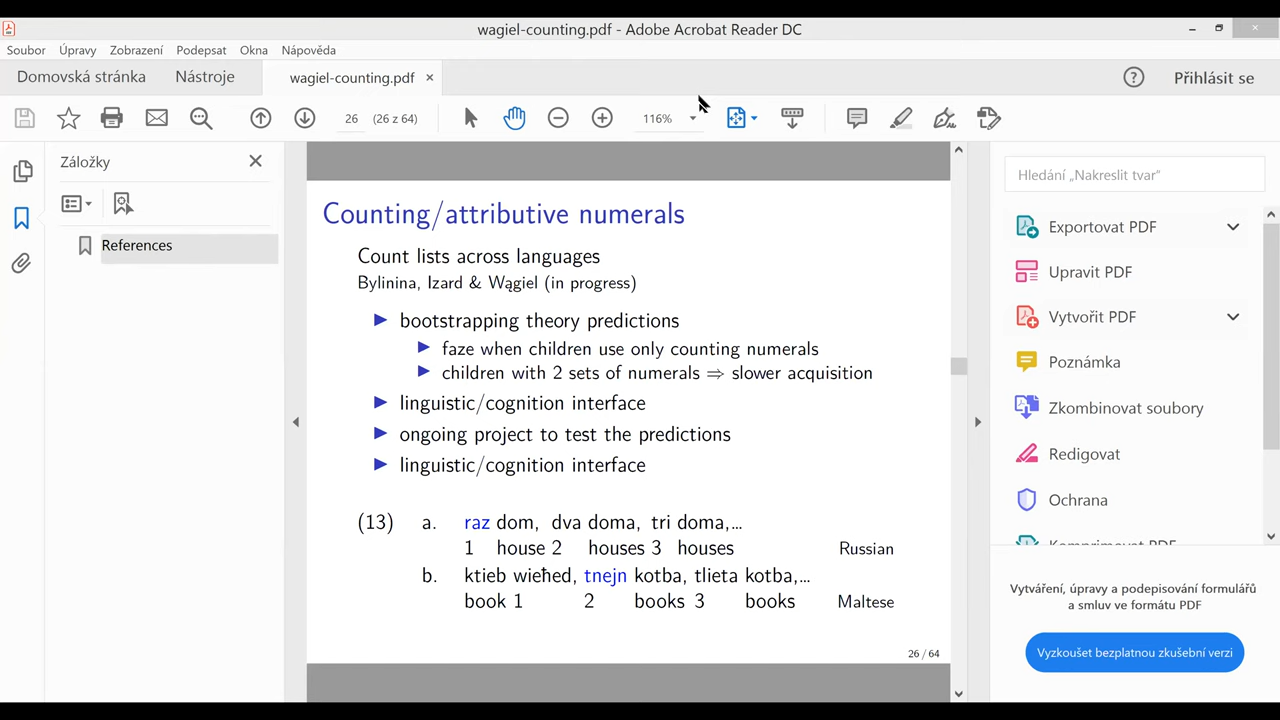 wagiel-counting.pdf - Adobe Acrobat Reader DC
Soubor Úpravy Zobrazení Podepsat Okna Nápověda
Domovská stránka Nástroje wagiel-counting.pdf × Přihlásit se
26 (26 z 64) 116%
Záložky
References
Counting/attributive numerals
Count lists across languages
Bylinina, Izard & Wągiel (in progress)
bootstrapping theory predictions
faze when children use only counting numerals
children with 2 sets of numerals ⇒ slower acquisition
linguistic/cognition interface
ongoing project to test the predictions
linguistic/cognition interface
(13) a. raz dom, dva doma, tri doma,...
1 house 2 houses 3 houses Russian
b. ktieb wieħed, tnejn kotba, tlieta kotba,...
book 1 2 books 3 books Maltese
26 / 64
Hledání „Nakreslit tvar"
Exportovat PDF
Upravit PDF
Vytvořit PDF
Poznámka
Zkombinovat soubory
Redigovat
Ochrana
Komprimovat PDF
Vytváření, úpravy a podepisování formulářů
a smluv ve formátu PDF
Vyzkoušet bezplatnou zkušební verzi